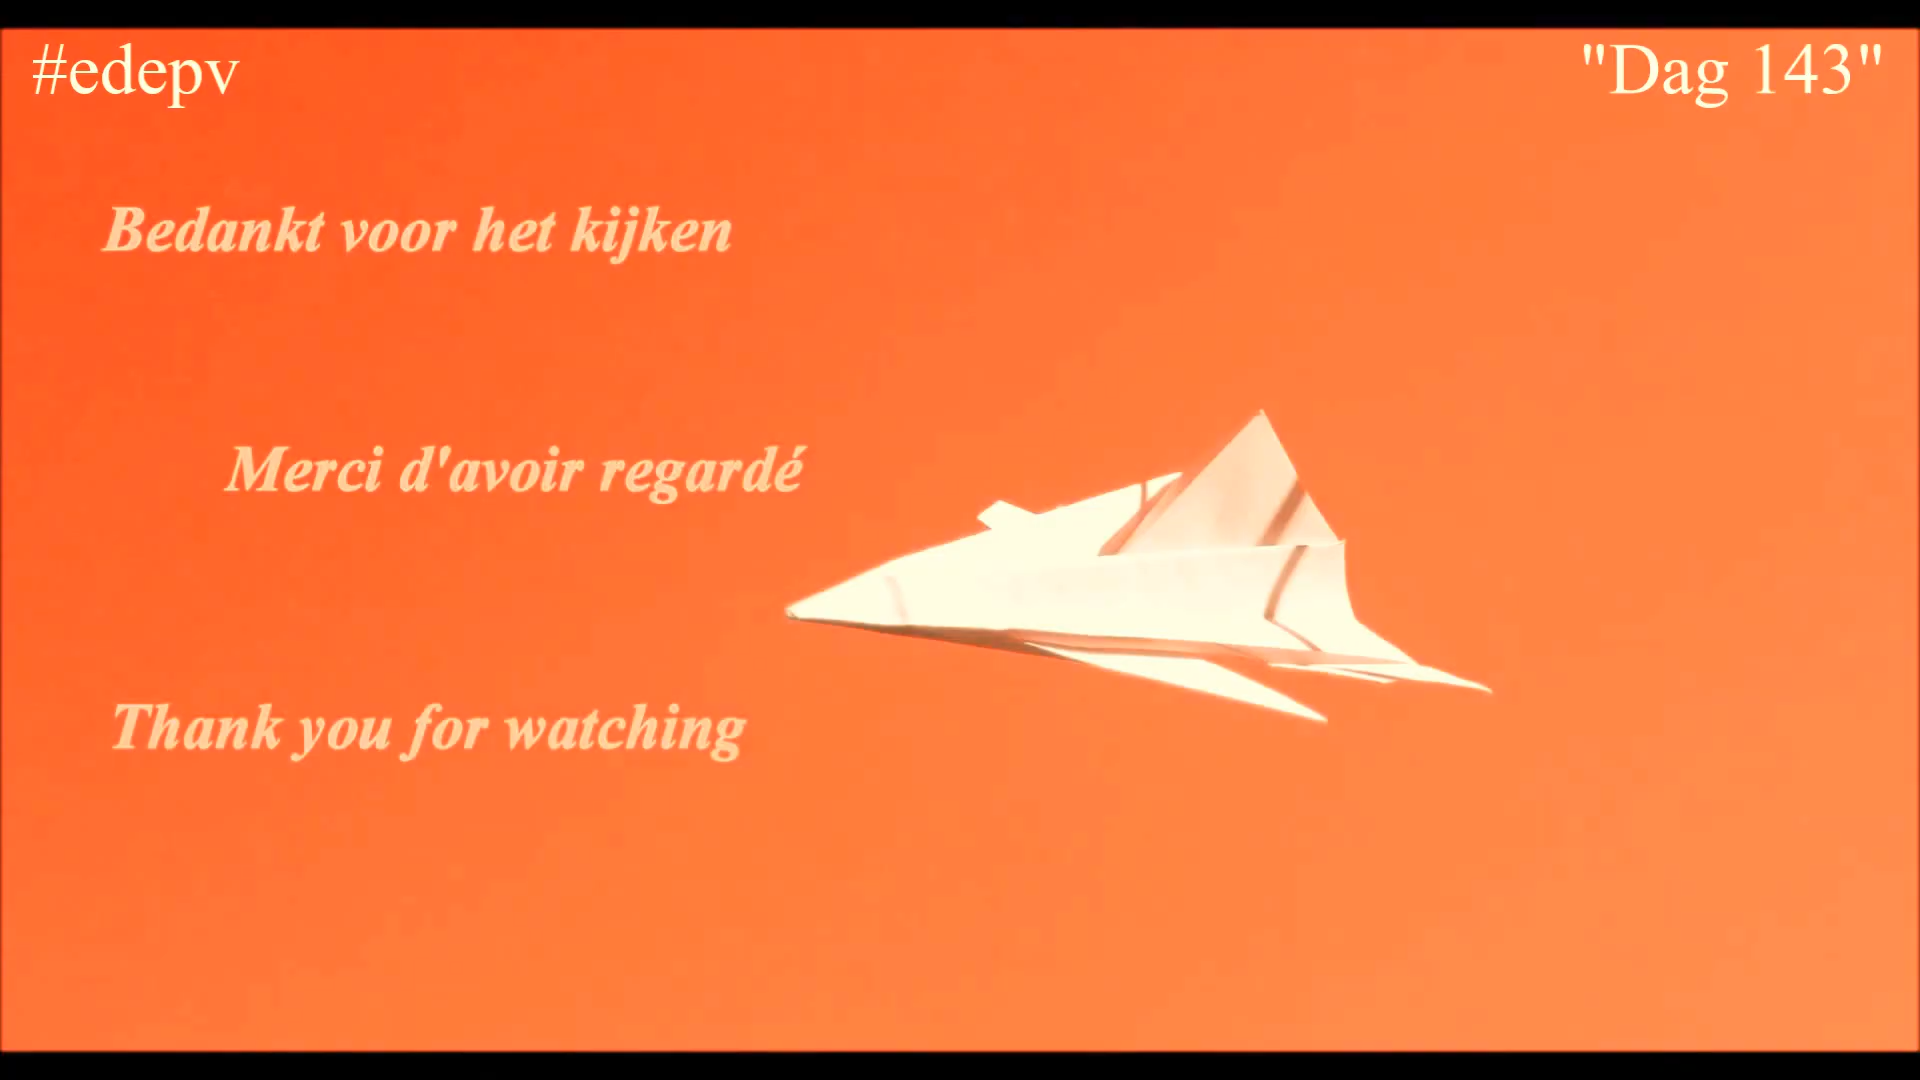 #edepv
"Dag 143"
Bedankt voor het kijken
Merci d'avoir regardé
Thank you for watching